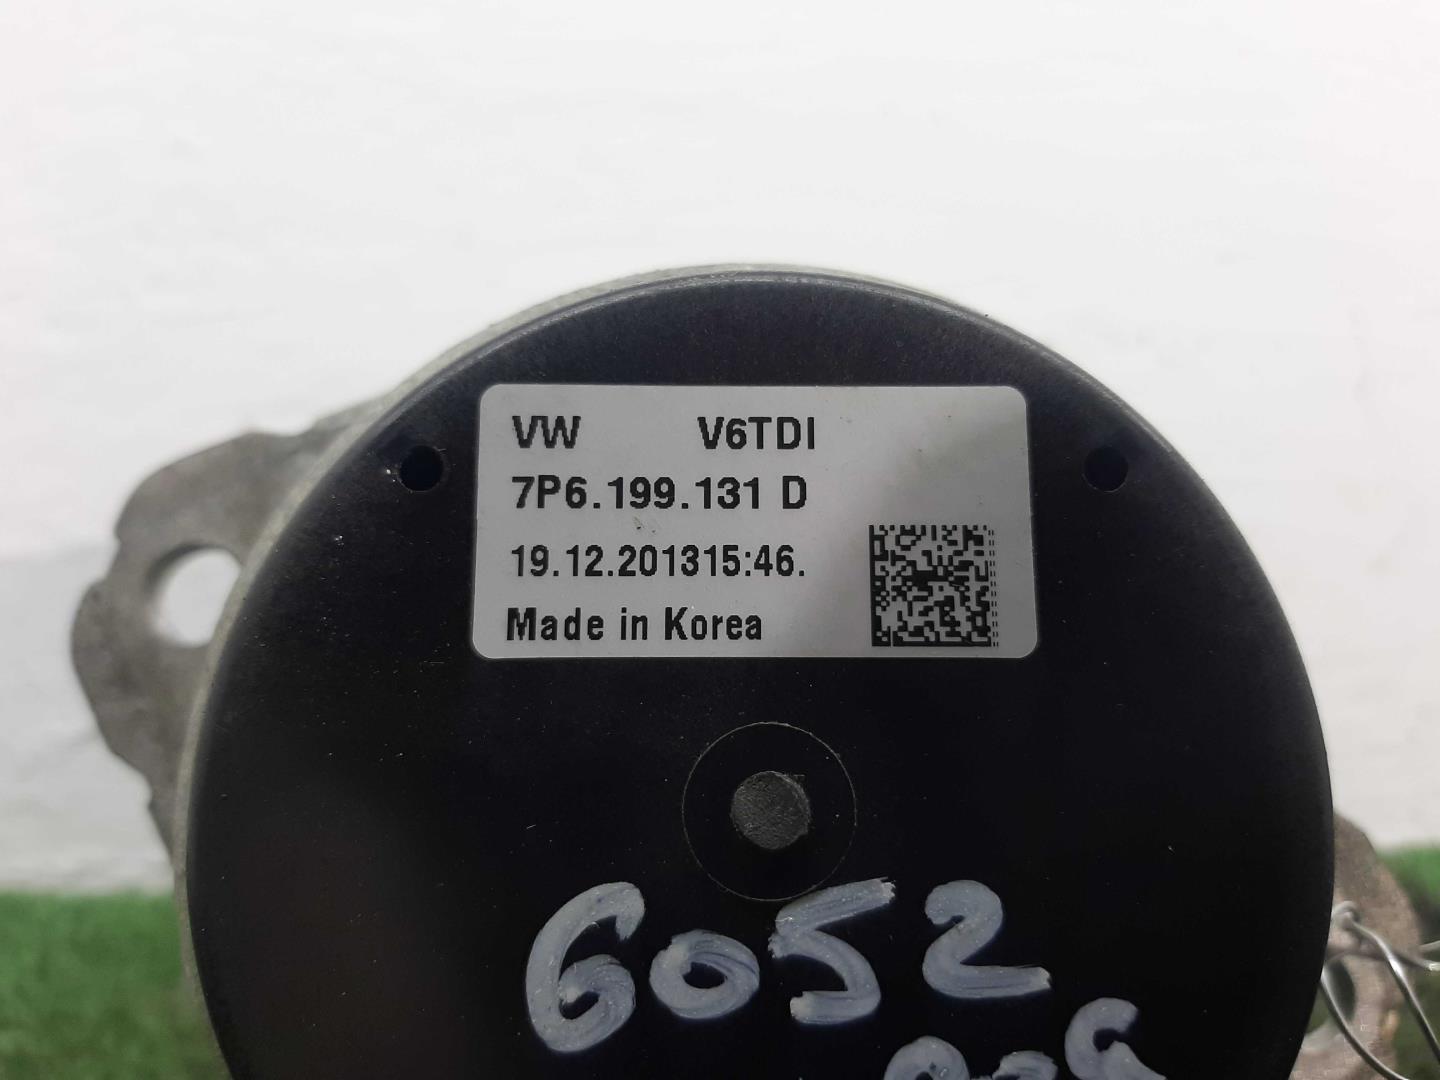 VW V6TDI
7P6.199.131 D
19.12.201315:46.
Made in Korea
6052